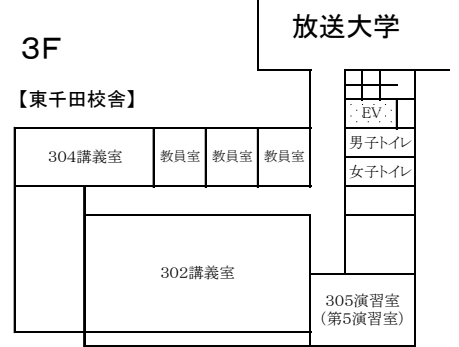 放送大学
3F
【東千田校舎】
EV
304講義室
教員室
教員室
教員室
男子トイレ
女子トイレ
302講義室
305演習室
(第5演習室)